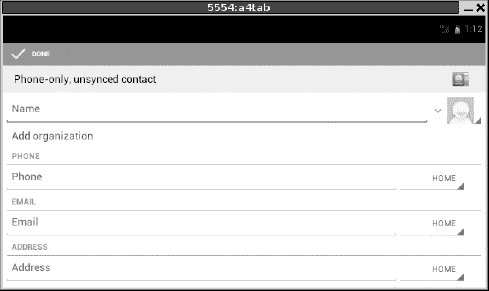 5554:a4tab
1:12
DONE
Phone-only, unsynced contact
Name
Add organization
PHONE
Phone HOME
EMAIL
Email HOME
ADDRESS
Address HOME